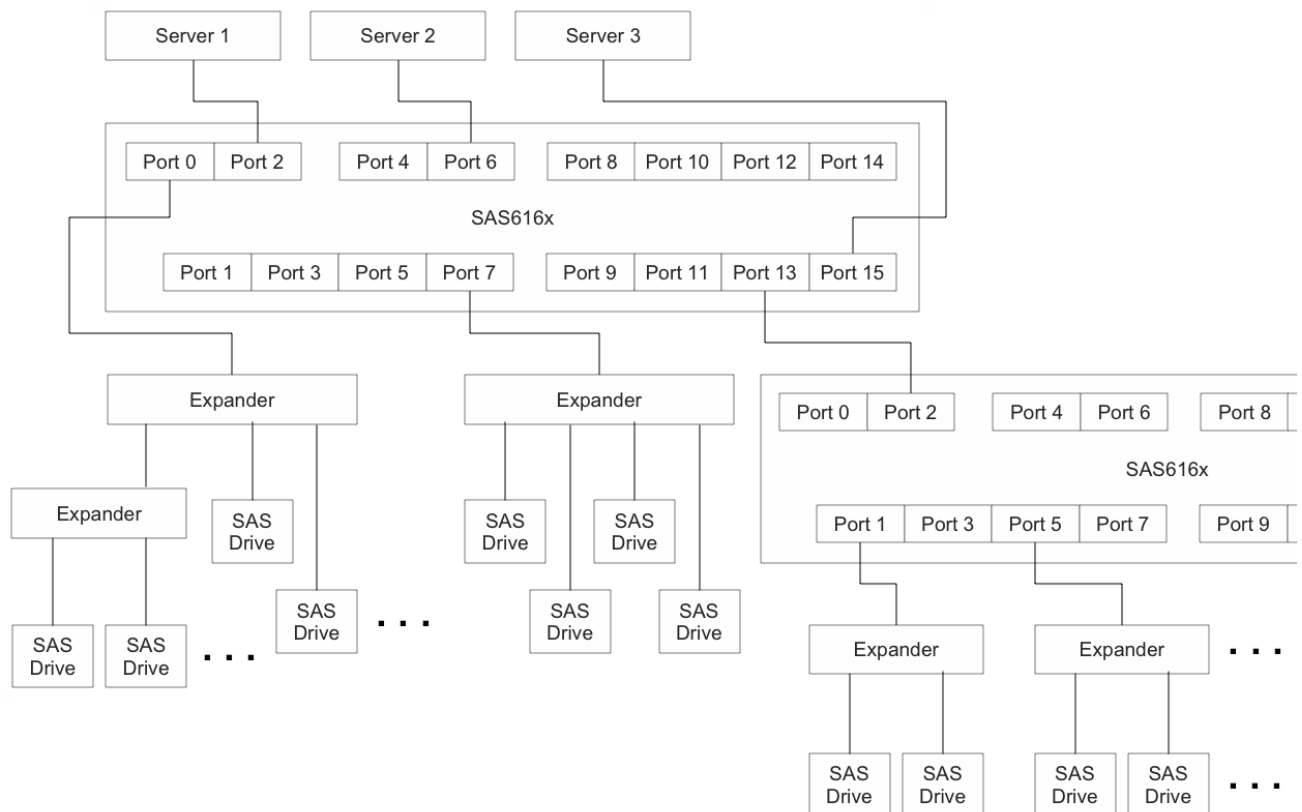 Server 1
Server 2
Server 3
Port 0
Port 2
Port 4
Port 6
Port 8
Port 10
Port 12
Port 14
SAS616x
Port 1
Port 3
Port 5
Port 7
Port 9
Port 11
Port 13
Port 15
Expander
Expander
Port 0
Port 2
Port 4
Port 6
Port 8
SAS616x
Expander
SAS
Drive
SAS
Drive
SAS
Drive
Port 1
Port 3
Port 5
Port 7
Port 9
SAS
Drive
. . .
SAS
Drive
SAS
Drive
SAS
Drive
SAS
Drive
. . .
Expander
Expander
. . .
SAS
Drive
SAS
Drive
SAS
Drive
SAS
Drive
. . .